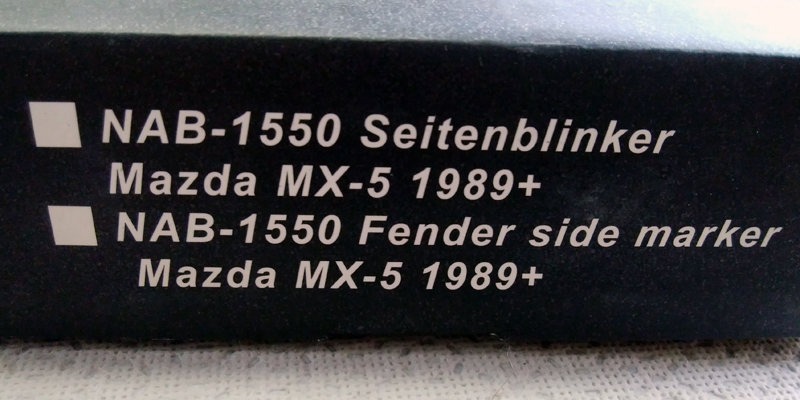 NAB-1550 Seitenblinker
Mazda MX-5 1989+
NAB-1550 Fender side marker
Mazda MX-5 1989+